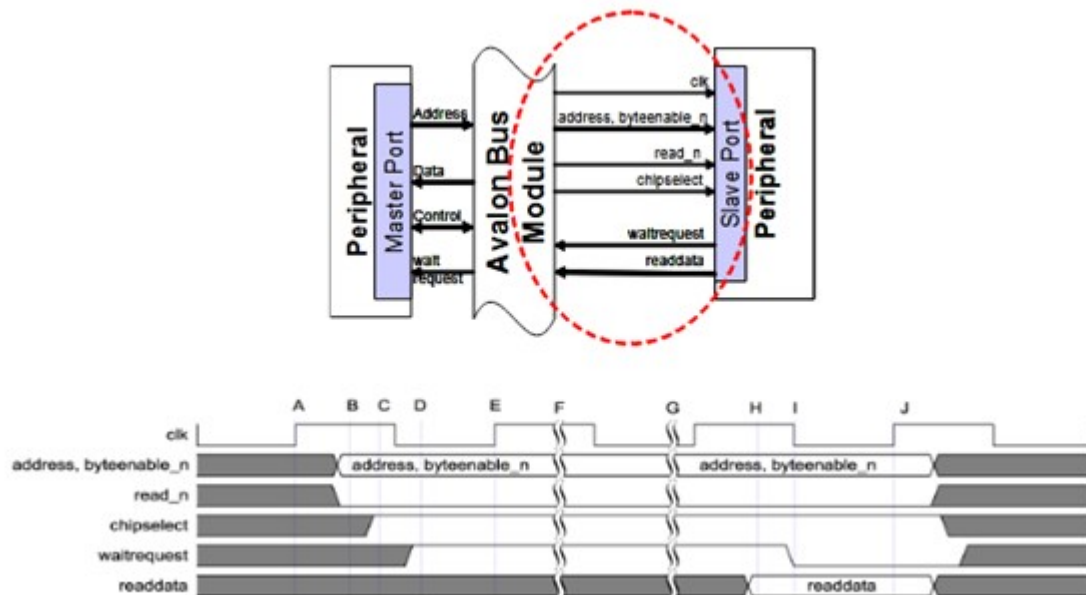 Peripheral
Master Port
Address
Data
Control
wait
request
Avalon Bus
Module
clk
address, byteenable_n
read_n
chipselect
waitrequest
readdata
Slave Port
Peripheral
A B C D E F G H I J
clk
address, byteenable_n address, byteenable_n address, byteenable_n
read_n
chipselect
waitrequest
readdata readdata